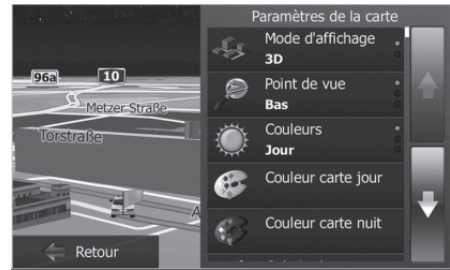 Paramètres de la carte
Mode d'affichage
3D
Point de vue
Bas
Couleurs
Jour
Couleur carte jour
Couleur carte nuit
96a
10
Metzer Straße
Torstraße
A
Retour